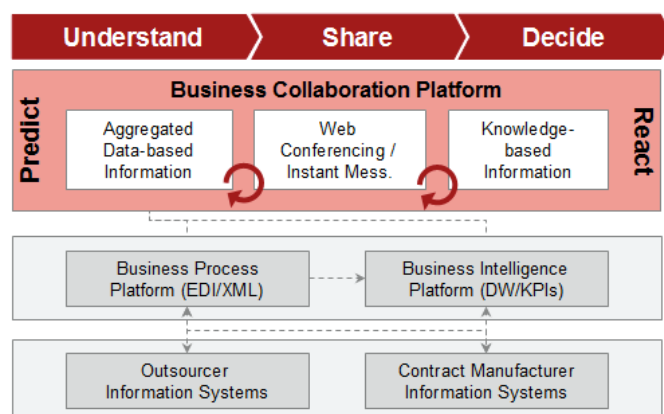 Understand
Share
Decide
Business Collaboration Platform
Predict
Aggregated
Data-based
Information
Web
Conferencing /
Instant Mess.
Knowledge-
based
Information
React
Business Process
Platform (EDI/XML)
Business Intelligence
Platform (DW/KPIs)
Outsourcer
Information Systems
Contract Manufacturer
Information Systems